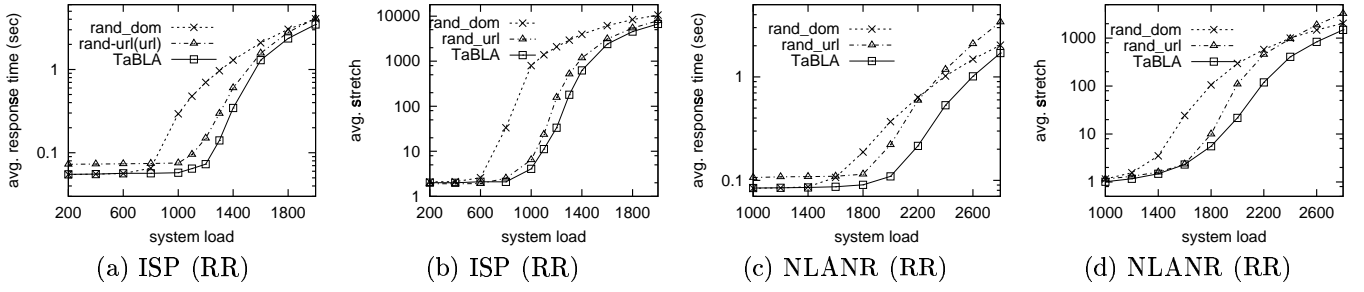 avg. response time (sec)
1
0.1
rand_dom
rand-url(url)
TaBLA
200 600 1000 1400 1800
system load
(a) ISP (RR)
avg. stretch
10000
1000
100
10
1
rand_dom
rand_url
TaBLA
200 600 1000 1400 1800
system load
(b) ISP (RR)
avg. response time (sec)
1
0.1
rand_dom
rand_url
TaBLA
1000 1400 1800 2200 2600
system load
(c) NLANR (RR)
avg. stretch
1000
100
10
1
rand_dom
rand_url
TaBLA
1000 1400 1800 2200 2600
system load
(d) NLANR (RR)